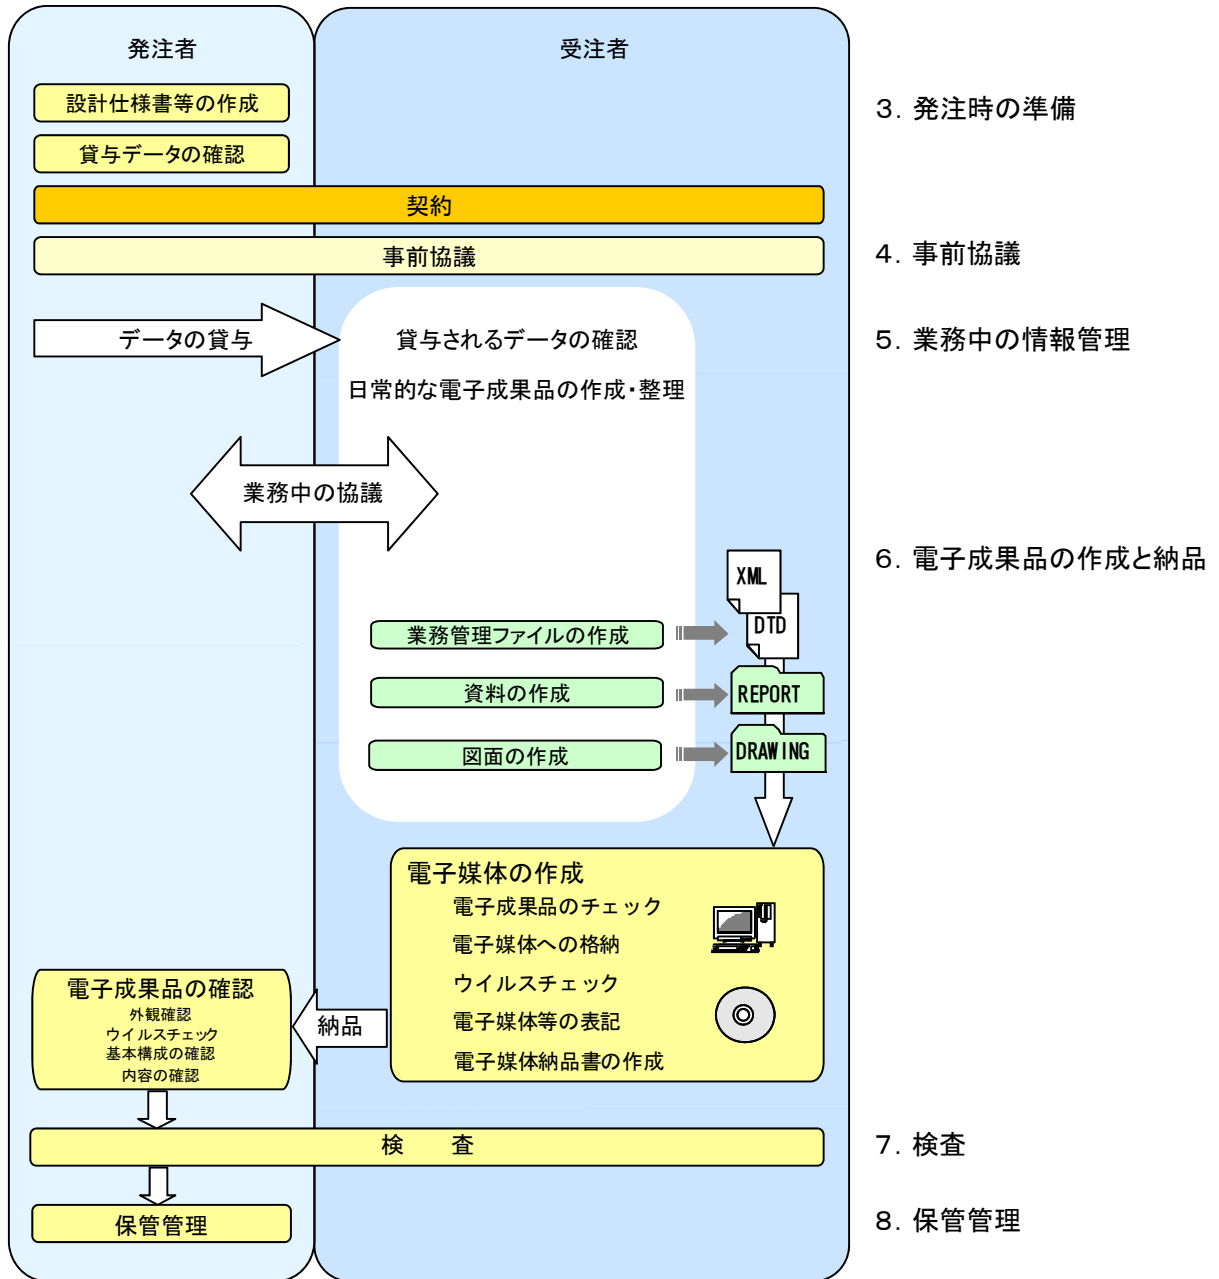 発注者
受注者
設計仕様書等の作成
3．発注時の準備
貸与データの確認
契約
事前協議
4．事前協議
データの貸与
貸与されるデータの確認
5．業務中の情報管理
日常的な電子成果品の作成・整理
業務中の協議
6．電子成果品の作成と納品
XML
DTD
業務管理ファイルの作成
資料の作成
REPORT
図面の作成
DRAWING
電子媒体の作成
電子成果品のチェック
電子媒体への格納
ウイルスチェック
電子媒体等の表記
電子媒体納品書の作成
納品
電子成果品の確認
外観確認
ウイルスチェック
基本構成の確認
内容の確認
検　　査
7．検査
保管管理
8．保管管理